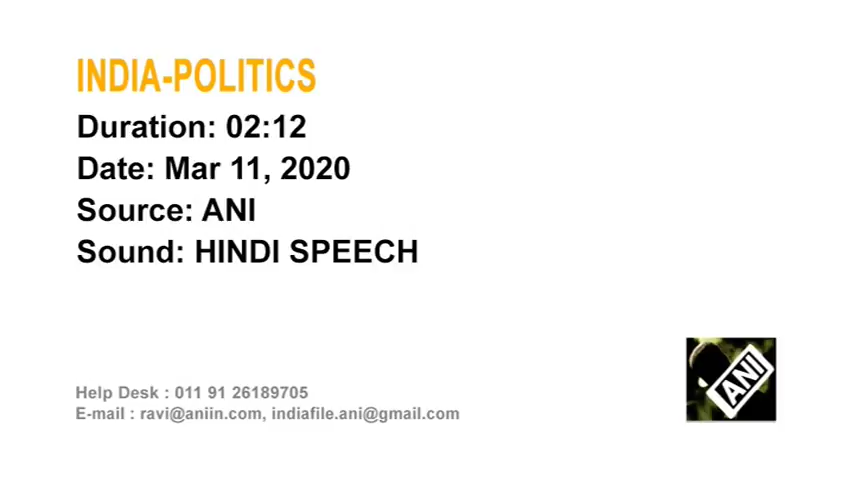 INDIA-POLITICS
Duration: 02:12
Date: Mar 11, 2020
Source: ANI
Sound: HINDI SPEECH
Help Desk : 011 91 26189705
E-mail : ravi@aniin.com, indiafile.ani@gmail.com
ANI